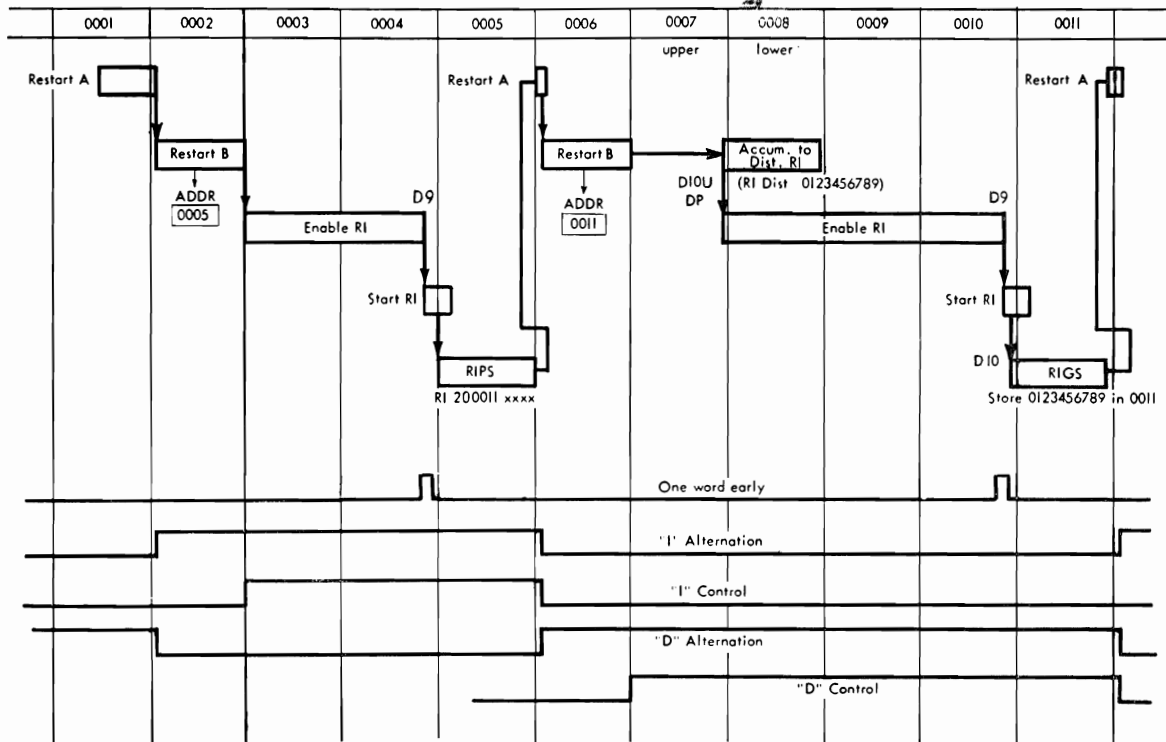 0001 0002 0003 0004 0005 0006 0007 0008 0009 0010 0011
upper lower
Restart A Restart A Restart A
Restart B Restart B Accum. to
Dist. RI
ADDR ADDR D10U (RI Dist 0123456789)
0005 0011 DP
D9 D9
Enable RI Enable RI
Start RI Start RI
RIPS D10 RIGS
RI 200011 xxxx Store 0123456789 in 0011
One word early
"I" Alternation
"I" Control
"D" Alternation
"D" Control